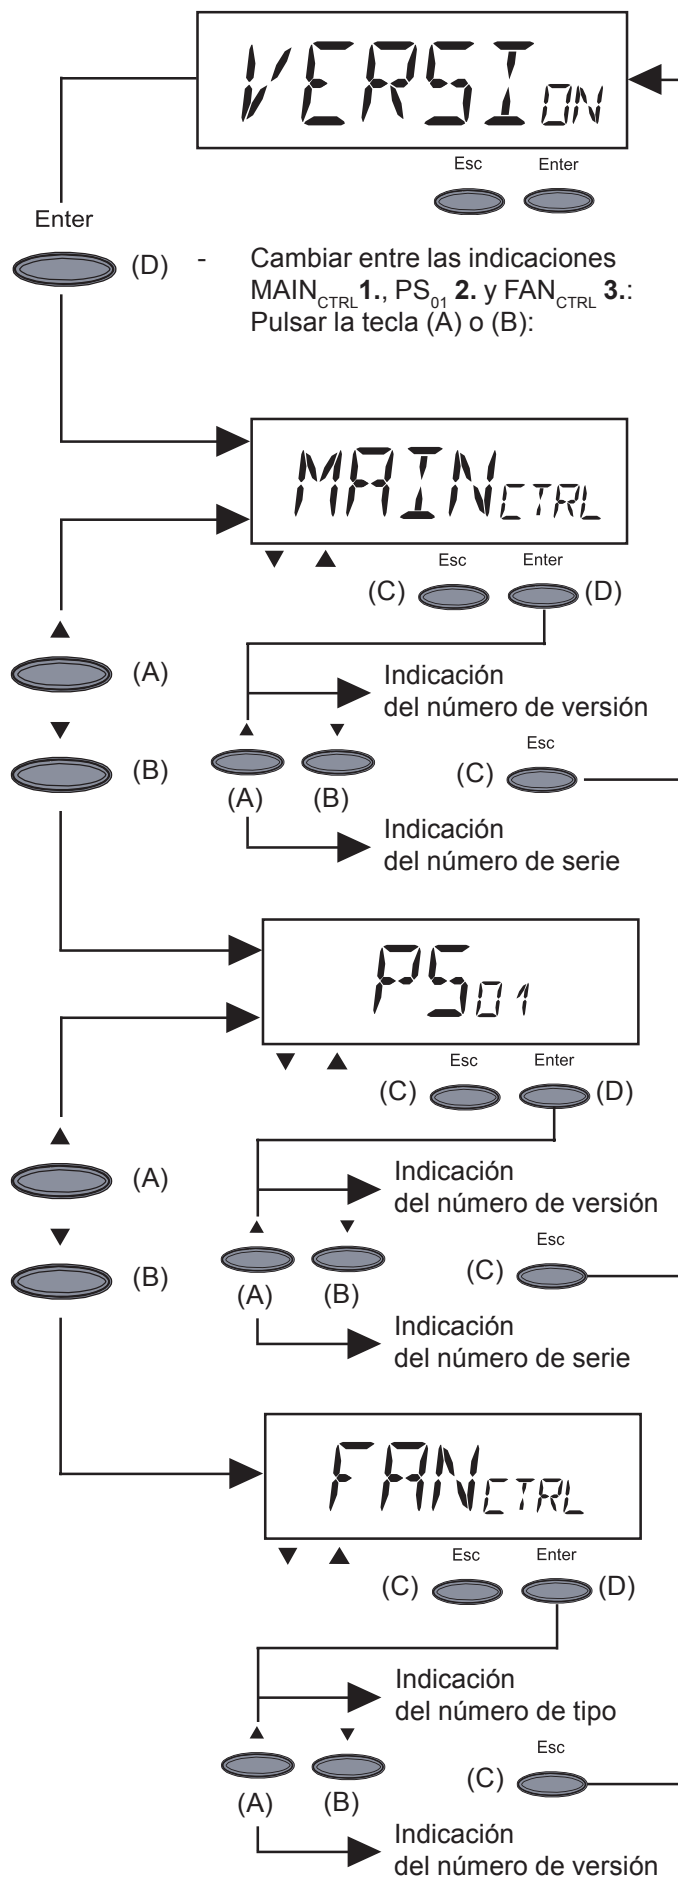 VERSION
Esc Enter
Enter
(D) - Cambiar entre las indicaciones
MAINCTRL 1., PS01 2. y FANCTRL 3.:
Pulsar la tecla (A) o (B):
MAINCTRL
▼ ▲ Esc Enter
(C) (D)
▲
(A)
▼
(B)
Indicación
del número de versión
▲ ▼ Esc
(C)
(A) (B)
Indicación
del número de serie
PS01
▼ ▲ Esc Enter
(C) (D)
▲
(A)
▼
(B)
Indicación
del número de versión
▲ ▼ Esc
(C)
(A) (B)
Indicación
del número de serie
FANCTRL
▼ ▲ Esc Enter
(C) (D)
Indicación
del número de tipo
▲ ▼ Esc
(C)
(A) (B)
Indicación
del número de versión